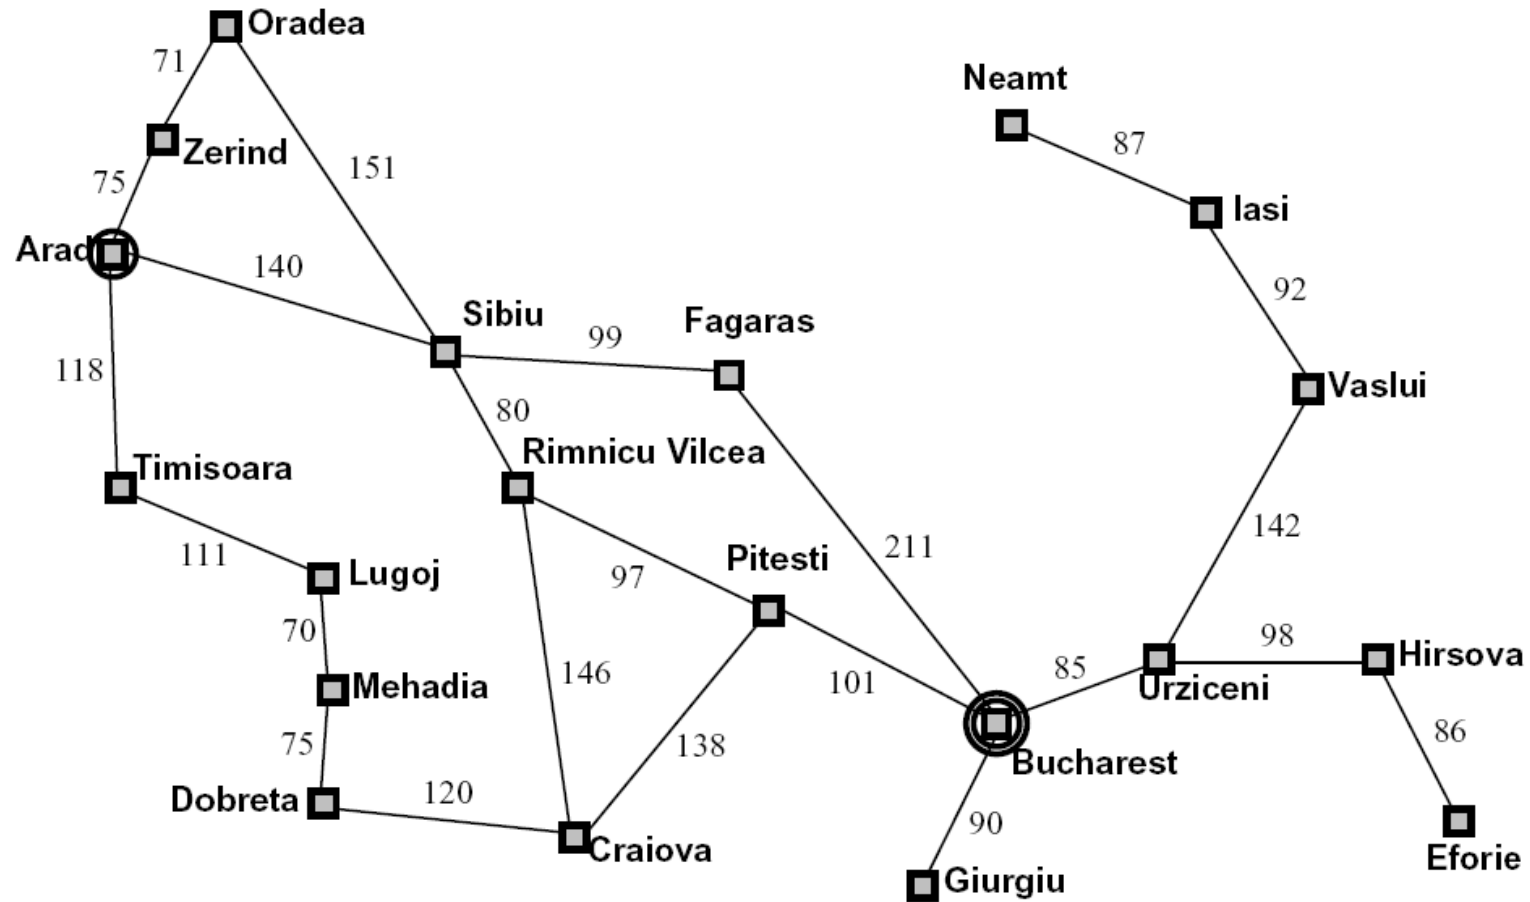 Oradea
71
Neamt
87
Zerind
151
75
Iasi
Arad
140
92
Sibiu
Fagaras
99
118
Vaslui
80
Rimnicu Vilcea
Timisoara
142
211
111
Pitesti
Lugoj
97
70
98
Hirsova
85
146
Urziceni
Mehadia
101
86
75
138
Bucharest
Dobreta
120
90
Craiova
Eforie
Giurgiu